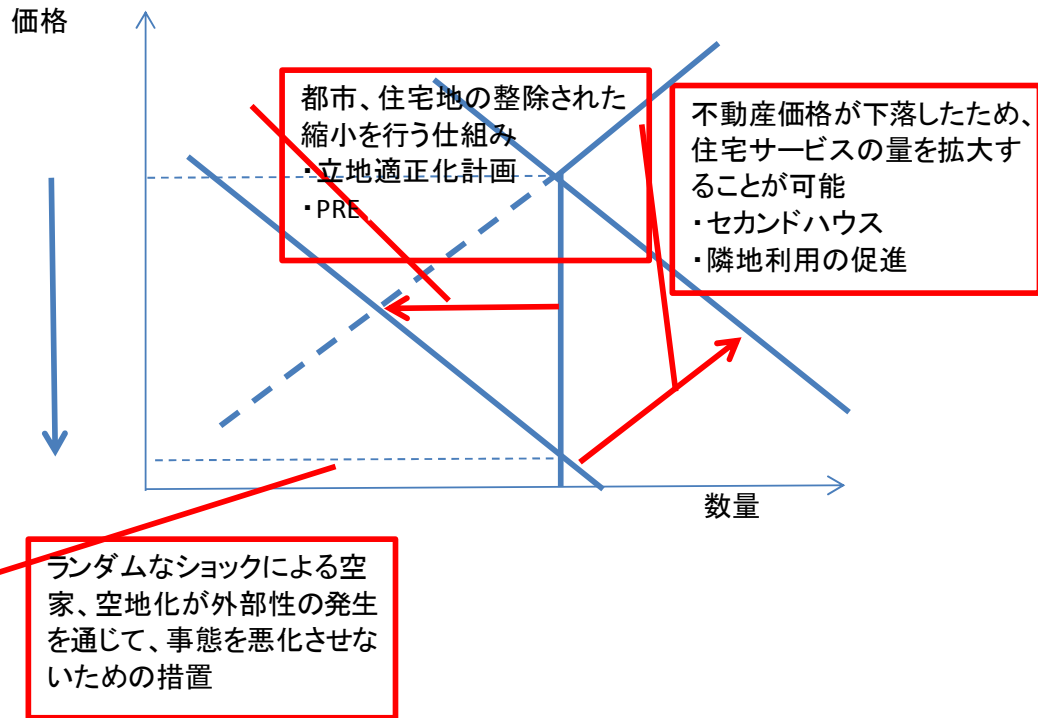 価格
都市、住宅地の整除された
縮小を行う仕組み
・立地適正化計画
・PRE
不動産価格が下落したため、
住宅サービスの量を拡大す
ることが可能
・セカンドハウス
・隣地利用の促進
数量
ランダムなショックによる空
家、空地化が外部性の発生
を通じて、事態を悪化させな
いための措置